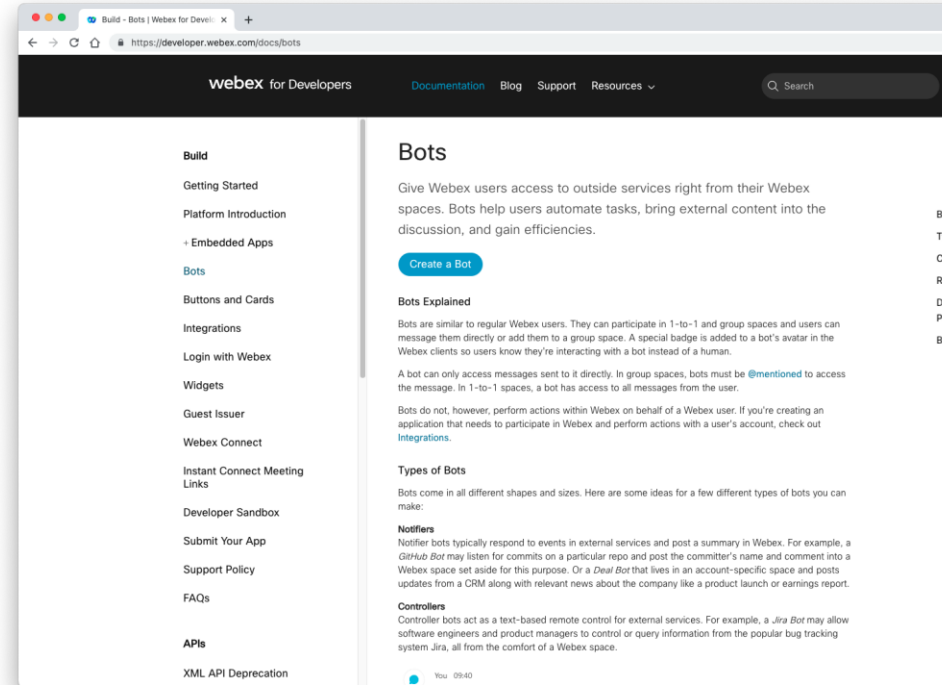 Build - Bots | Webex for Develo
https://developer.webex.com/docs/bots
webex for Developers
Documentation
Blog
Support
Resources
Search
Build
Getting Started
Platform Introduction
+ Embedded Apps
Bots
Buttons and Cards
Integrations
Login with Webex
Widgets
Guest Issuer
Webex Connect
Instant Connect Meeting
Links
Developer Sandbox
Submit Your App
Support Policy
FAQs
APIs
XML API Deprecation
Bots
Give Webex users access to outside services right from their Webex
spaces. Bots help users automate tasks, bring external content into the
discussion, and gain efficiencies.
Create a Bot
Bots Explained
Bots are similar to regular Webex users. They can participate in 1-to-1 and group spaces and users can
message them directly or add them to a group space. A special badge is added to a bot's avatar in the
Webex clients so users know they're interacting with a bot instead of a human.
A bot can only access messages sent to it directly. In group spaces, bots must be @mentioned to access
the message. In 1-to-1 spaces, a bot has access to all messages from the user.
Bots do not, however, perform actions within Webex on behalf of a Webex user. If you're creating an
application that needs to participate in Webex and perform actions with a user's account, check out
Integrations.
Types of Bots
Bots come in all different shapes and sizes. Here are some ideas for a few different types of bots you can
make:
Notifiers
Notifier bots typically respond to events in external services and post a summary in Webex. For example, a
GitHub Bot may listen for commits on a particular repo and post the committer's name and comment into a
Webex space set aside for this purpose. Or a Deal Bot that lives in an account-specific space and posts
updates from a CRM along with relevant news about the company like a product launch or earnings report.
Controllers
Controller bots act as a text-based remote control for external services. For example, a Jira Bot may allow
software engineers and product managers to control or query information from the popular bug tracking
system Jira, all from the comfort of a Webex space.
You 09:40
B
T
C
R
D
P
B